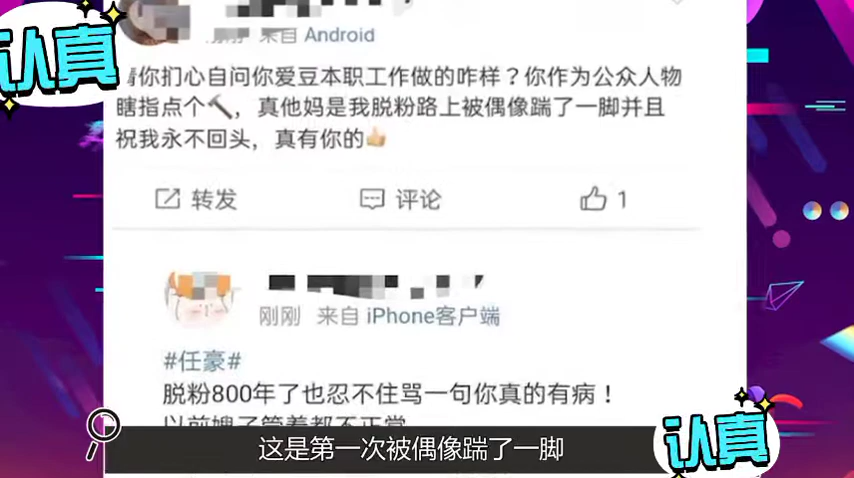 认真
刚刚 来自 Android
你扪心自问你爱豆本职工作做的咋样？你作为公众人物
瞎指点个🔨，真他妈是我脱粉路上被偶像踹了一脚并且
祝我永不回头，真有你的👍
转发 评论 1
刚刚 来自 iPhone客户端
#任豪#
脱粉800年了也忍不住骂一句你真的有病！
这是第一次被偶像踹了一脚
认真